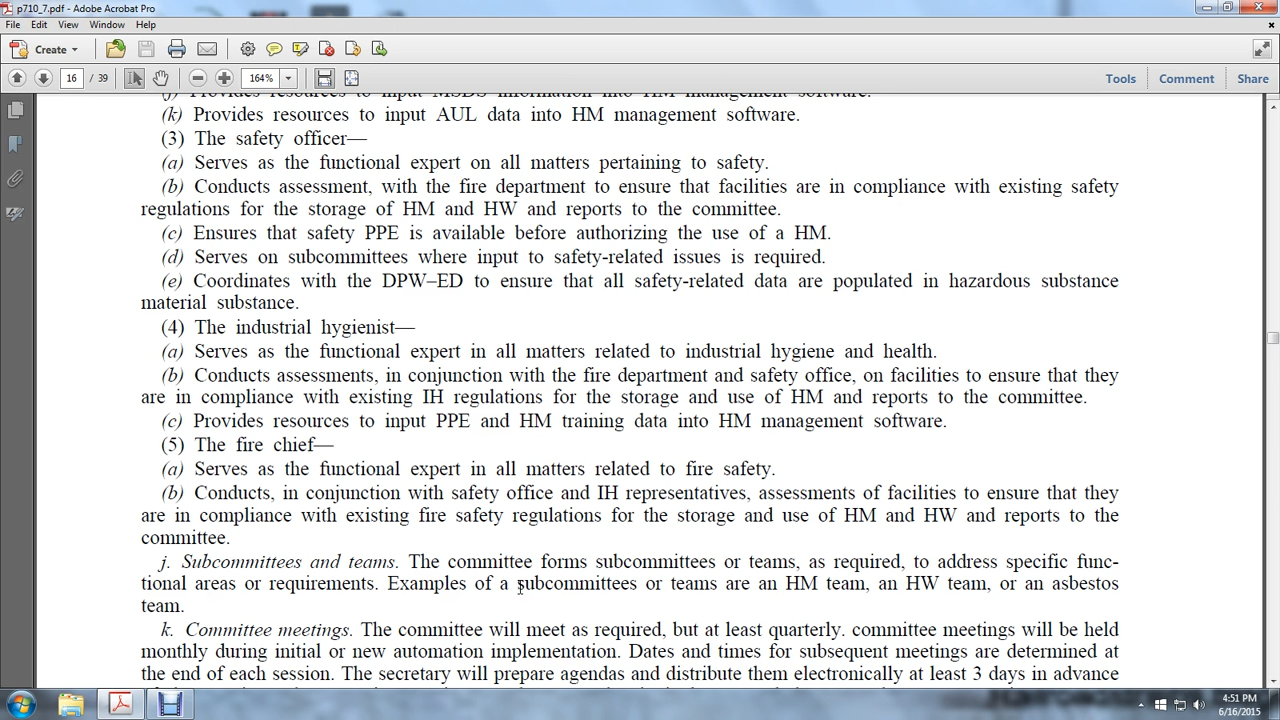 p710_7.pdf - Adobe Acrobat Pro
File Edit View Window Help
Create
16 / 39 164% Tools Comment Share
(j) Provides resources to input MSDS information into HM management software.
(k) Provides resources to input AUL data into HM management software.
(3) The safety officer—
(a) Serves as the functional expert on all matters pertaining to safety.
(b) Conducts assessment, with the fire department to ensure that facilities are in compliance with existing safety
regulations for the storage of HM and HW and reports to the committee.
(c) Ensures that safety PPE is available before authorizing the use of a HM.
(d) Serves on subcommittees where input to safety-related issues is required.
(e) Coordinates with the DPW–ED to ensure that all safety-related data are populated in hazardous substance
material substance.
(4) The industrial hygienist—
(a) Serves as the functional expert in all matters related to industrial hygiene and health.
(b) Conducts assessments, in conjunction with the fire department and safety office, on facilities to ensure that they
are in compliance with existing IH regulations for the storage and use of HM and reports to the committee.
(c) Provides resources to input PPE and HM training data into HM management software.
(5) The fire chief—
(a) Serves as the functional expert in all matters related to fire safety.
(b) Conducts, in conjunction with safety office and IH representatives, assessments of facilities to ensure that they
are in compliance with existing fire safety regulations for the storage and use of HM and HW and reports to the
committee.
j. Subcommittees and teams. The committee forms subcommittees or teams, as required, to address specific func-
tional areas or requirements. Examples of a subcommittees or teams are an HM team, an HW team, or an asbestos
team.
k. Committee meetings. The committee will meet as required, but at least quarterly. committee meetings will be held
monthly during initial or new automation implementation. Dates and times for subsequent meetings are determined at
the end of each session. The secretary will prepare agendas and distribute them electronically at least 3 days in advance
4:51 PM
6/16/2015